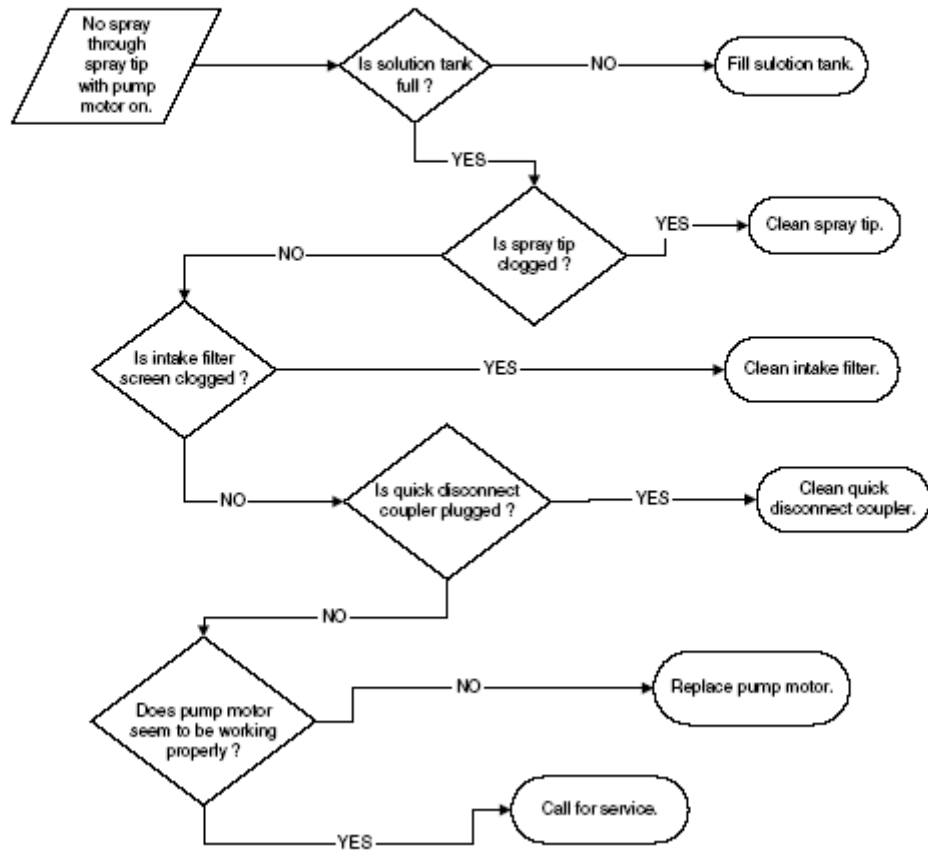 No spray
through
spray tip
with pump
motor on.
Is solution tank
full ?
NO
Fill sulotion tank.
YES
Is spray tip
clogged ?
YES
Clean spray tip.
NO
Is intake filter
screen clogged ?
YES
Clean intake filter.
NO
Is quick disconnect
coupler plugged ?
YES
Clean quick
disconnect coupler.
NO
Does pump motor
seem to be working
properly ?
NO
Replace pump motor.
YES
Call for service.